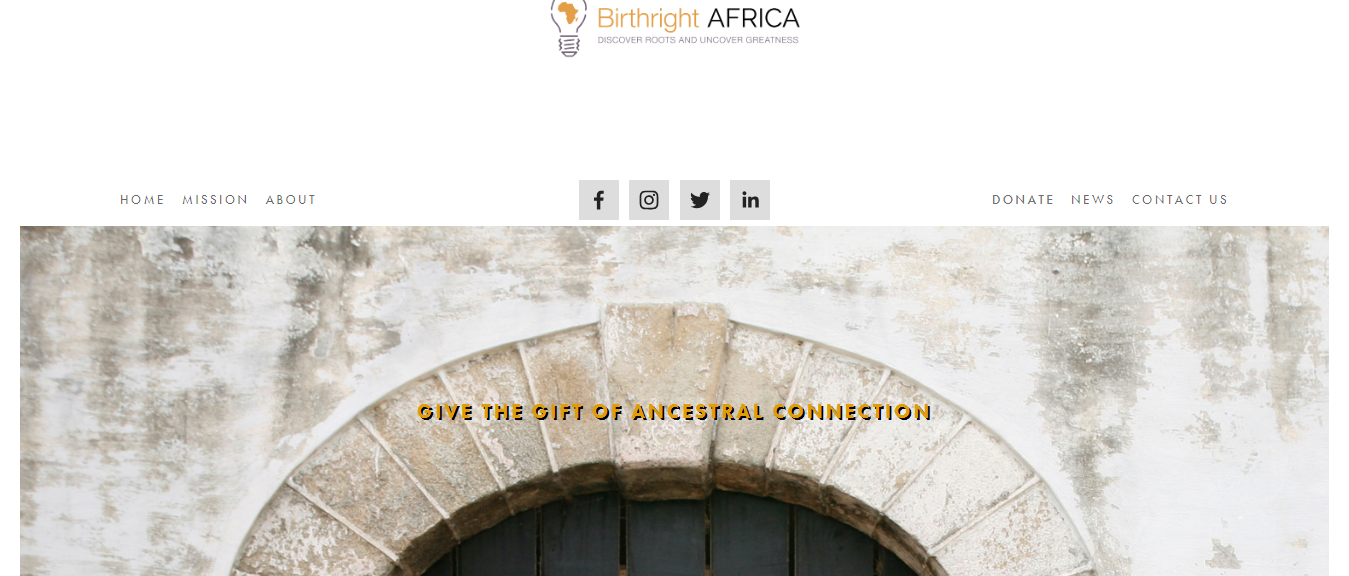 Birthright AFRICA
DISCOVER ROOTS AND UNCOVER GREATNESS
HOME MISSION ABOUT
DONATE NEWS CONTACT US
GIVE THE GIFT OF ANCESTRAL CONNECTION